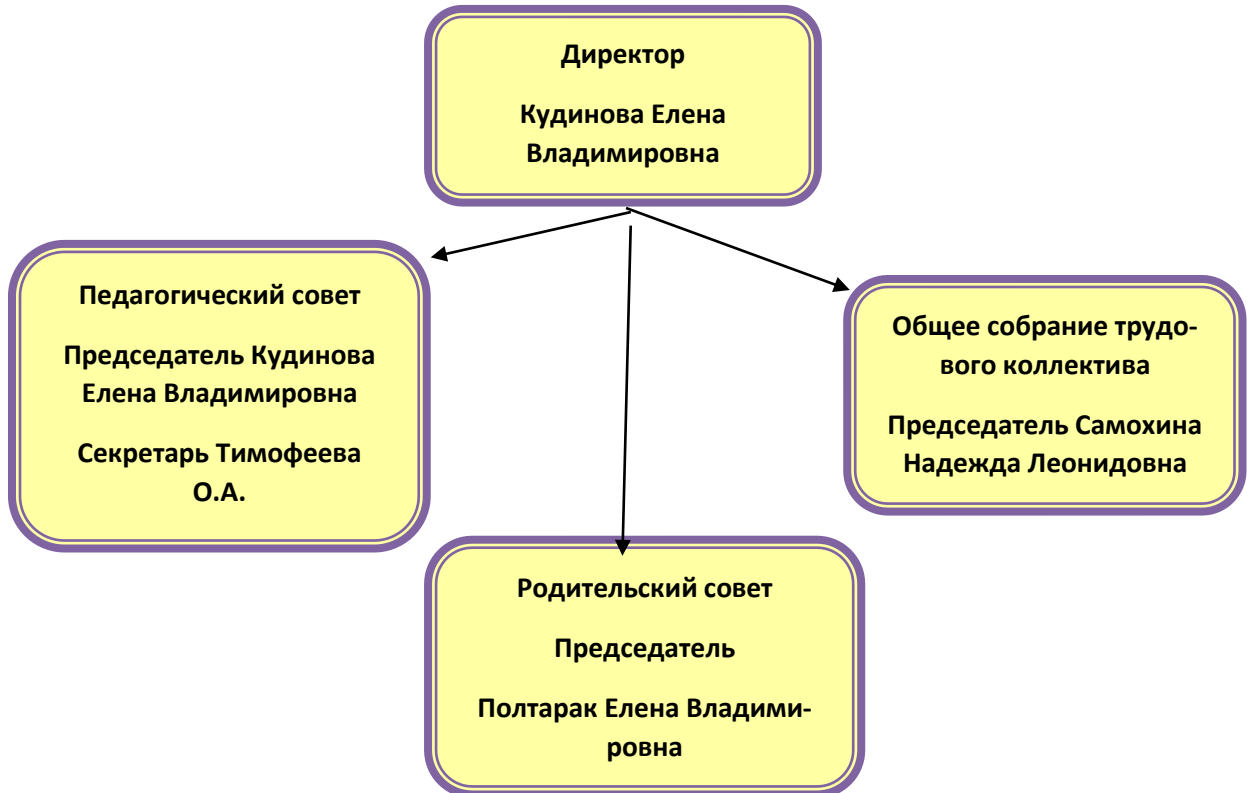 Директор
Кудинова Елена
Владимировна
Педагогический совет
Председатель Кудинова
Елена Владимировна
Секретарь Тимофеева
О.А.
Общее собрание трудо-
вого коллектива
Председатель Самохина
Надежда Леонидовна
Родительский совет
Председатель
Полтарак Елена Владими-
ровна